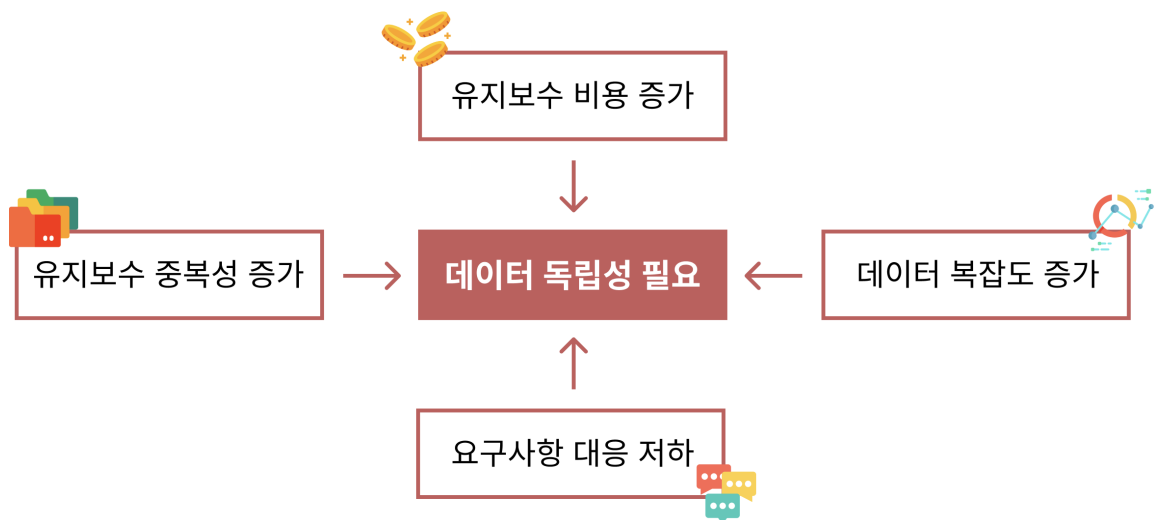 유지보수 비용 증가
유지보수 중복성 증가
데이터 독립성 필요
데이터 복잡도 증가
요구사항 대응 저하